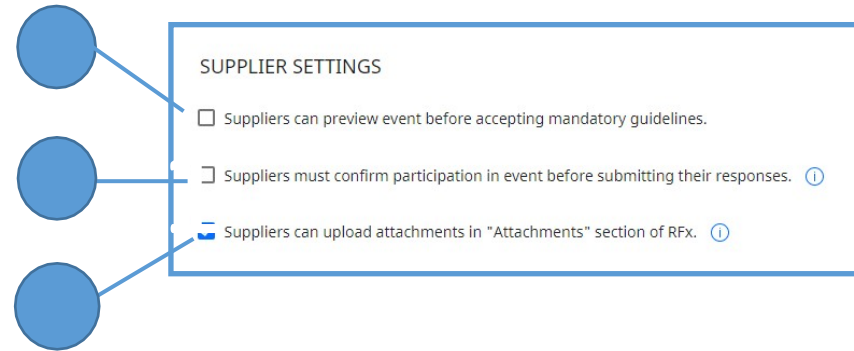 SUPPLIER SETTINGS
Suppliers can preview event before accepting mandatory guidelines.
Suppliers must confirm participation in event before submitting their responses.
Suppliers can upload attachments in "Attachments" section of RFx.